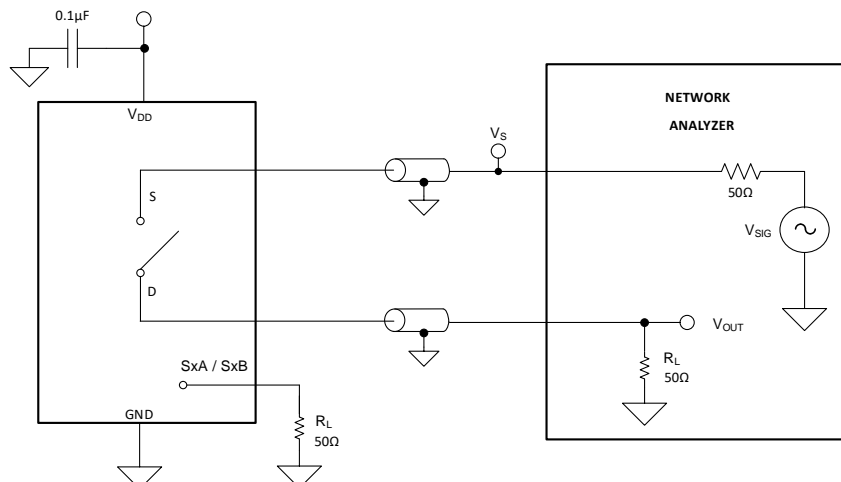 0.1µF
VDD
NETWORK
ANALYZER
VS
S
50Ω
VSIG
D
VOUT
SxA / SxB
RL
50Ω
GND
RL
50Ω